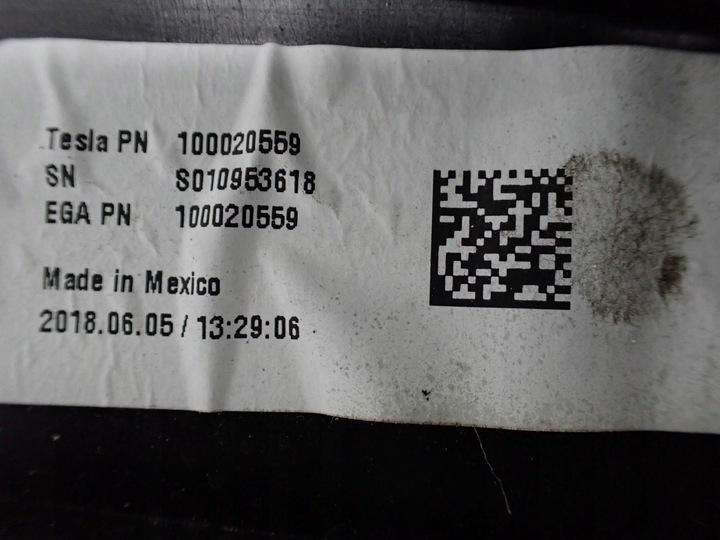 Tesla PN 100020559
SN S010953618
EGA PN 100020559
Made in Mexico
2018.06.05 / 13:29:06